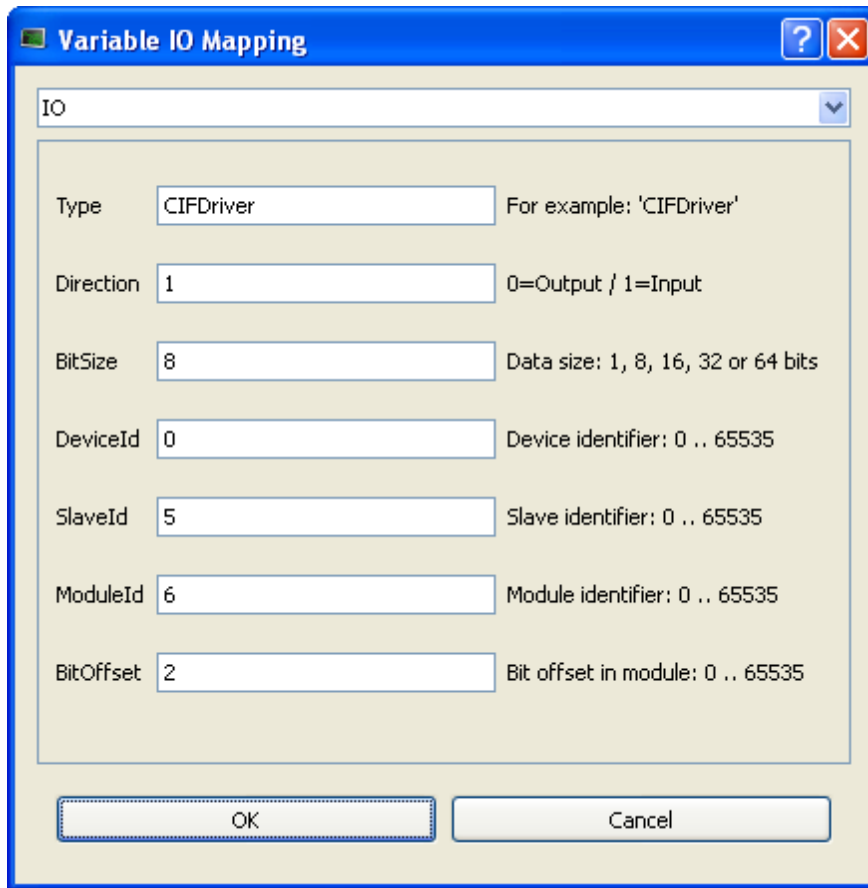 Variable IO Mapping
IO
Type CIFDriver For example: 'CIFDriver'
Direction 1 0=Output / 1=Input
BitSize 8 Data size: 1, 8, 16, 32 or 64 bits
DeviceId 0 Device identifier: 0 .. 65535
SlaveId 5 Slave identifier: 0 .. 65535
ModuleId 6 Module identifier: 0 .. 65535
BitOffset 2 Bit offset in module: 0 .. 65535
OK Cancel